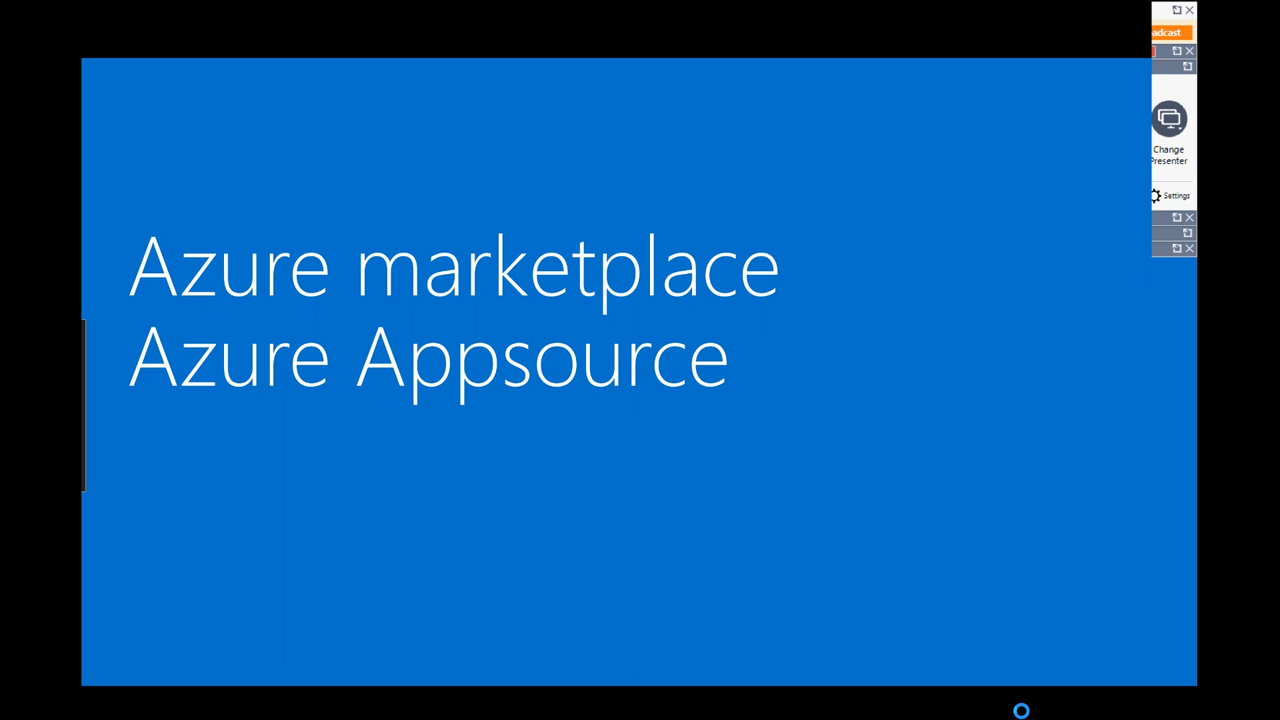 Azure marketplace
Azure Appsource
Change
Presenter
Settings